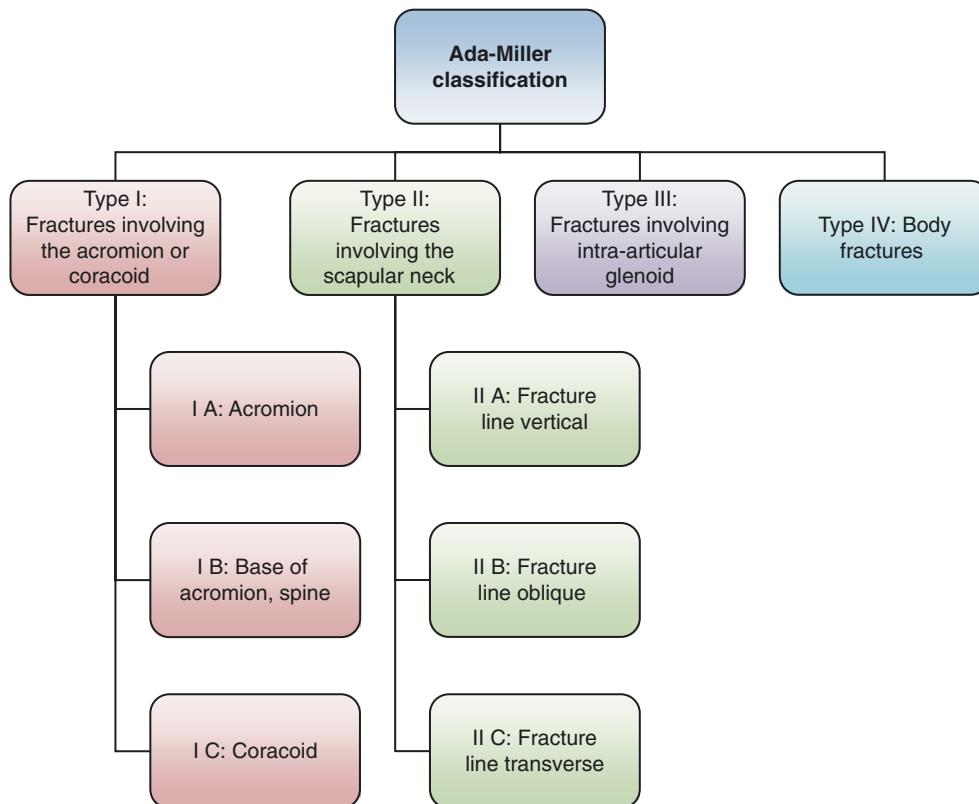 Ada-Miller
classification
Type I:
Fractures involving
the acromion or
coracoid
Type II:
Fractures
involving the
scapular neck
Type III:
Fractures involving
intra-articular
glenoid
Type IV: Body
fractures
I A: Acromion
II A: Fracture
line vertical
I B: Base of
acromion, spine
II B: Fracture
line oblique
I C: Coracoid
II C: Fracture
line transverse